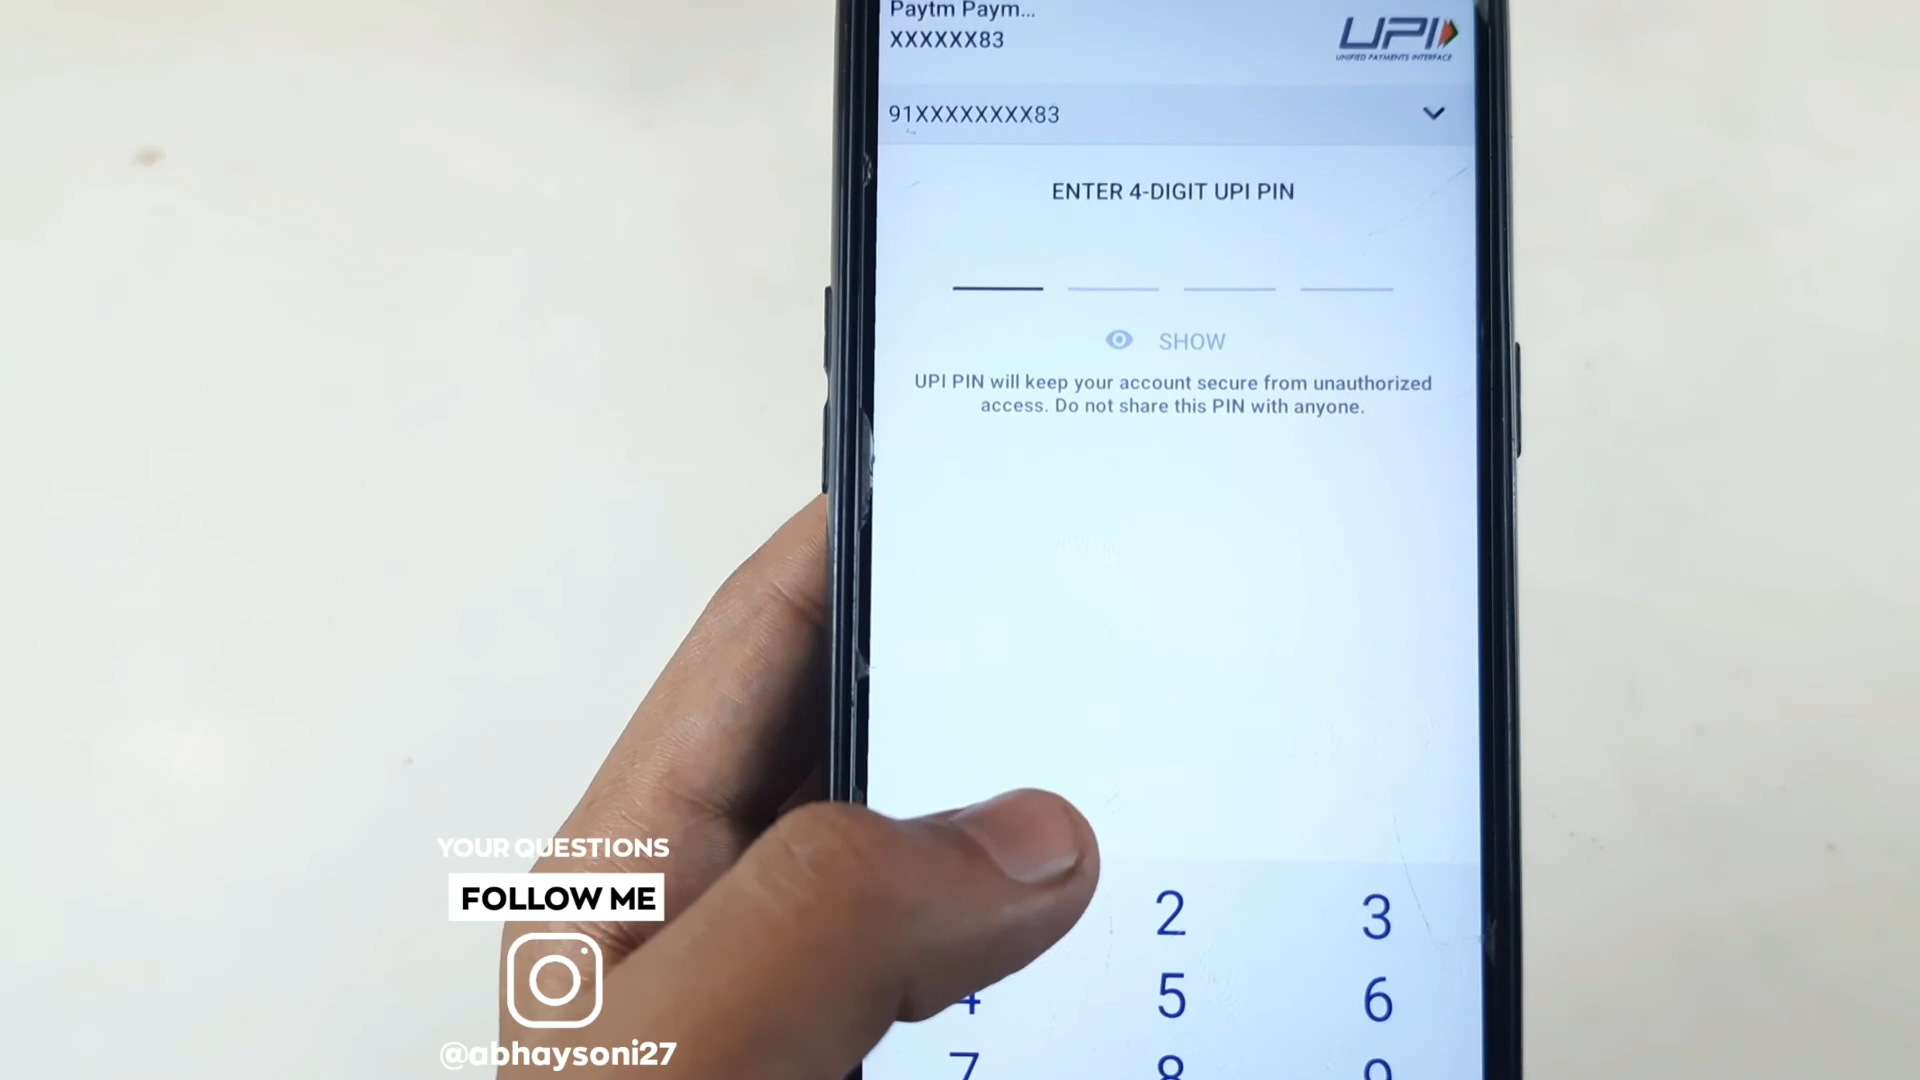 Paytm Paym...
XXXXXX83
UPI
UNIFIED PAYMENTS INTERFACE
91XXXXXXXX83
ENTER 4-DIGIT UPI PIN
SHOW
UPI PIN will keep your account secure from unauthorized
access. Do not share this PIN with anyone.
2 3
4 5 6
7 8 9
YOUR QUESTIONS
FOLLOW ME
@abhaysoni27